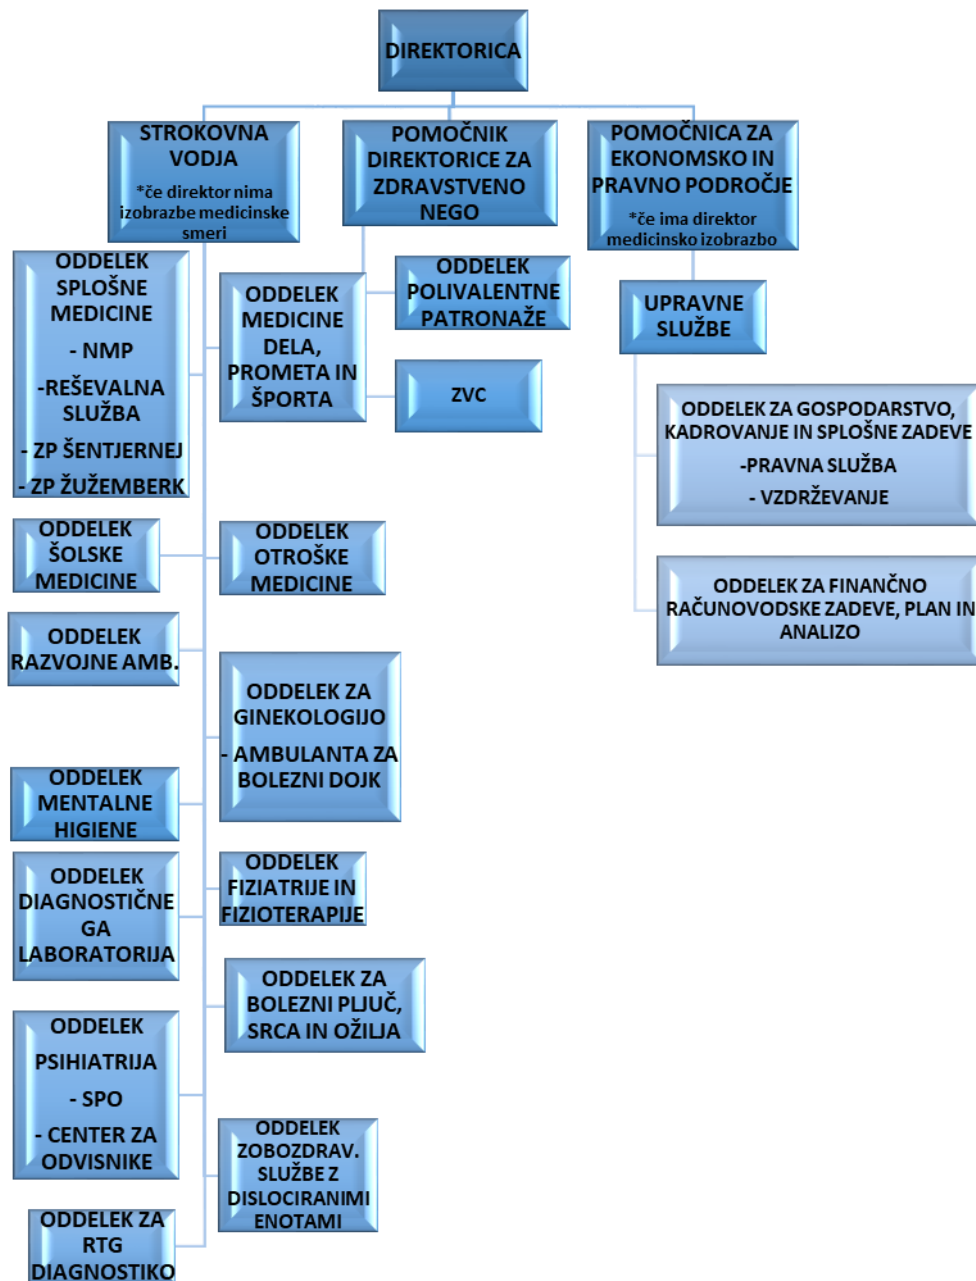 DIREKTORICA
STROKOVNA
VODJA
*če direktor nima
izobrazbe medicinske
smeri
POMOČNIK
DIREKTORICE ZA
ZDRAVSTVENO
NEGO
POMOČNICA ZA
EKONOMSKO IN
PRAVNO PODROČJE
*če ima direktor
medicinsko izobrazbo
ODDELEK
SPLOŠNE
MEDICINE
- NMP
-REŠEVALNA
SLUŽBA
- ZP ŠENTJERNEJ
- ZP ŽUŽEMBERK
ODDELEK
MEDICINE
DELA,
PROMETA IN
ŠPORTA
ODDELEK
POLIVALENTNE
PATRONAŽE
ZVC
UPRAVNE
SLUŽBE
ODDELEK ZA GOSPODARSTVO,
KADROVANJE IN SPLOŠNE ZADEVE
-PRAVNA SLUŽBA
- VZDRŽEVANJE
ODDELEK ZA FINANČNO
RAČUNOVODSKE ZADEVE, PLAN IN
ANALIZO
ODDELEK
ŠOLSKE
MEDICINE
ODDELEK
OTROŠKE
MEDICINE
ODDELEK
RAZVOJNE AMB.
ODDELEK ZA
GINEKOLOGIJO
- AMBULANTA ZA
BOLEZNI DOJK
ODDELEK
MENTALNE
HIGIENE
ODDELEK
FIZIATRIJE IN
FIZIOTERAPIJE
ODDELEK
DIAGNOSTIČNE
GA
LABORATORIJA
ODDELEK ZA
BOLEZNI PLJUČ,
SRCA IN OŽILJA
ODDELEK
PSIHIATRIJA
- SPO
- CENTER ZA
ODVISNIKE
ODDELEK
ZOBOZDRAV.
SLUŽBE Z
DISLOCIRANIMI
ENOTAMI
ODDELEK ZA
RTG
DIAGNOSTIKO